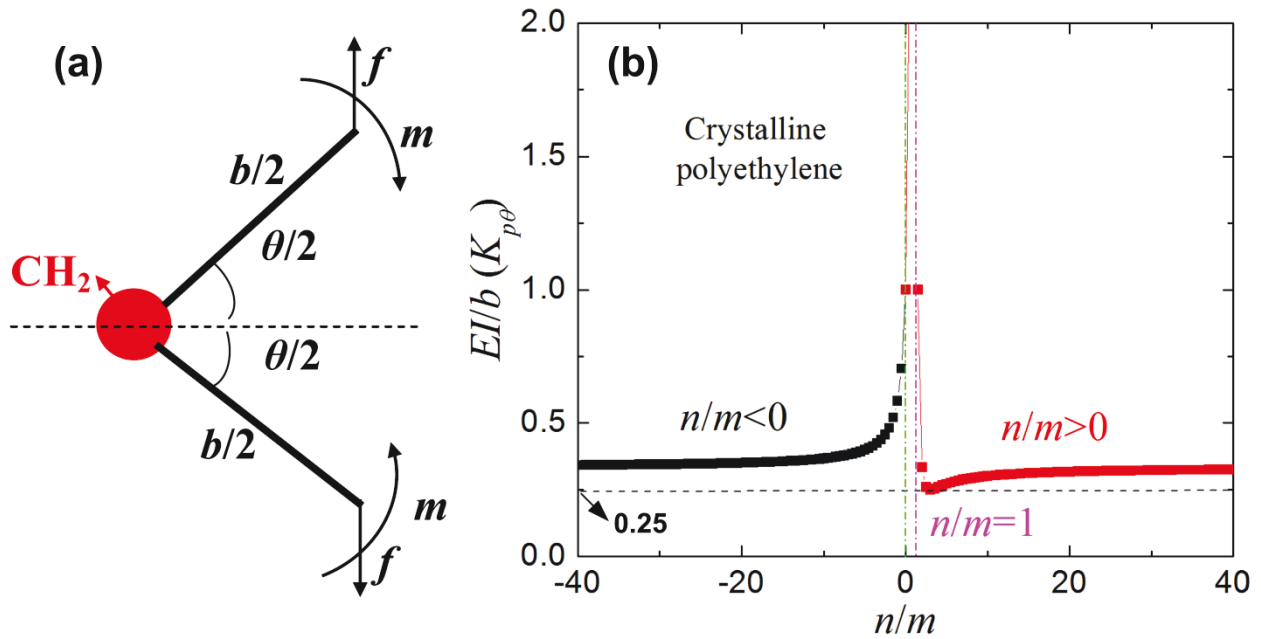 (a)
f
m
b/2
θ/2
CH₂
θ/2
b/2
m
f
(b)
2.0
1.5
1.0
0.5
0.0
EI/b (Kpθ)
Crystalline
polyethylene
n/m<0
n/m>0
0.25
n/m=1
-40
-20
0
20
40
n/m